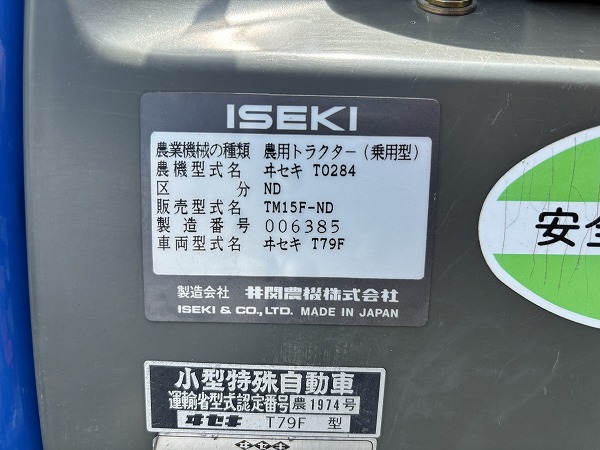 ISEKI
農業機械の種類 農用トラクター(乗用型)
農機型式名 ヰセキ T0284
区分 ND
販売型式名 TM15F-ND
製造番号 006385
車両型式名 ヰセキ T79F
製造会社 井関農機株式会社
ISEKI & CO., LTD. MADE IN JAPAN
安全
小型特殊自動車
運輸省型式認定番号 農1974号
ヰセキ T79F 型
ヰセキ